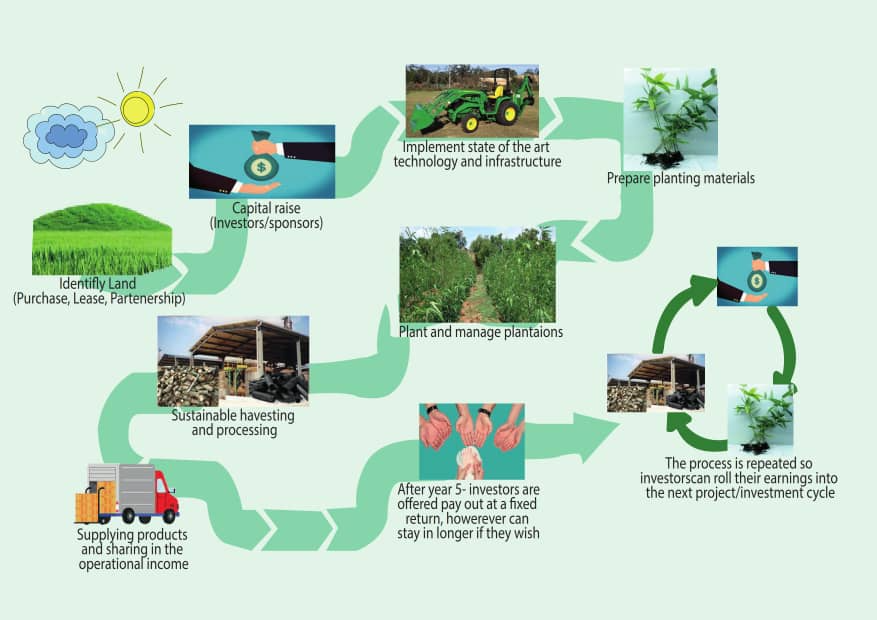 Identifly Land
(Purchase, Lease, Partenership)
Capital raise
(Investors/sponsors)
Implement state of the art
technology and infrastructure
Prepare planting materials
Plant and manage plantaions
Sustainable havesting
and processing
Supplying products
and sharing in the
operational income
After year 5- investors are
offered pay out at a fixed
return, howerever can
stay in longer if they wish
The process is repeated so
investorscan roll their earnings into
the next project/investment cycle